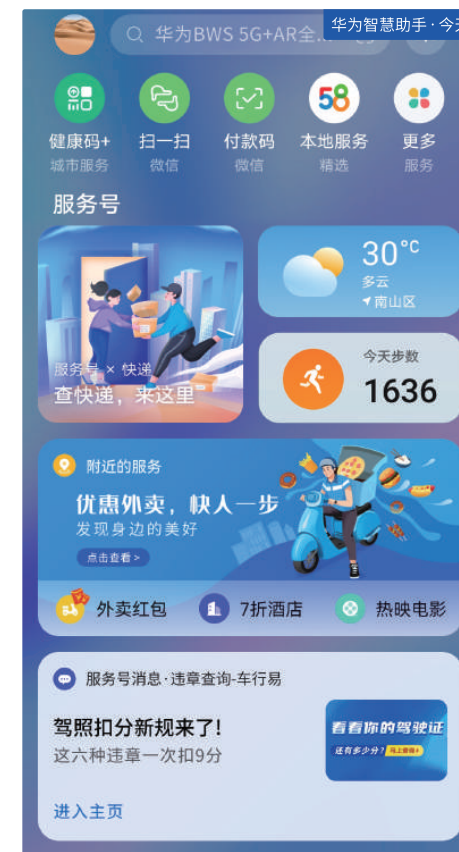 华为智慧助手·今天
华为BWS 5G+AR全...
58
健康码+
扫一扫
付款码
本地服务
更多
城市服务
微信
微信
精选
服务
服务号
30°C
多云
南山区
服务号 × 快递
查快递，来这里
今天步数
1636
附近的服务
优惠外卖，快人一步
发现身边的美好
点击查看 >
外卖红包
7折酒店
热映电影
服务号消息·违章查询-车行易
驾照扣分新规来了!
这六种违章一次扣9分
看看你的驾驶证
还有多少分?
马上查询
进入主页